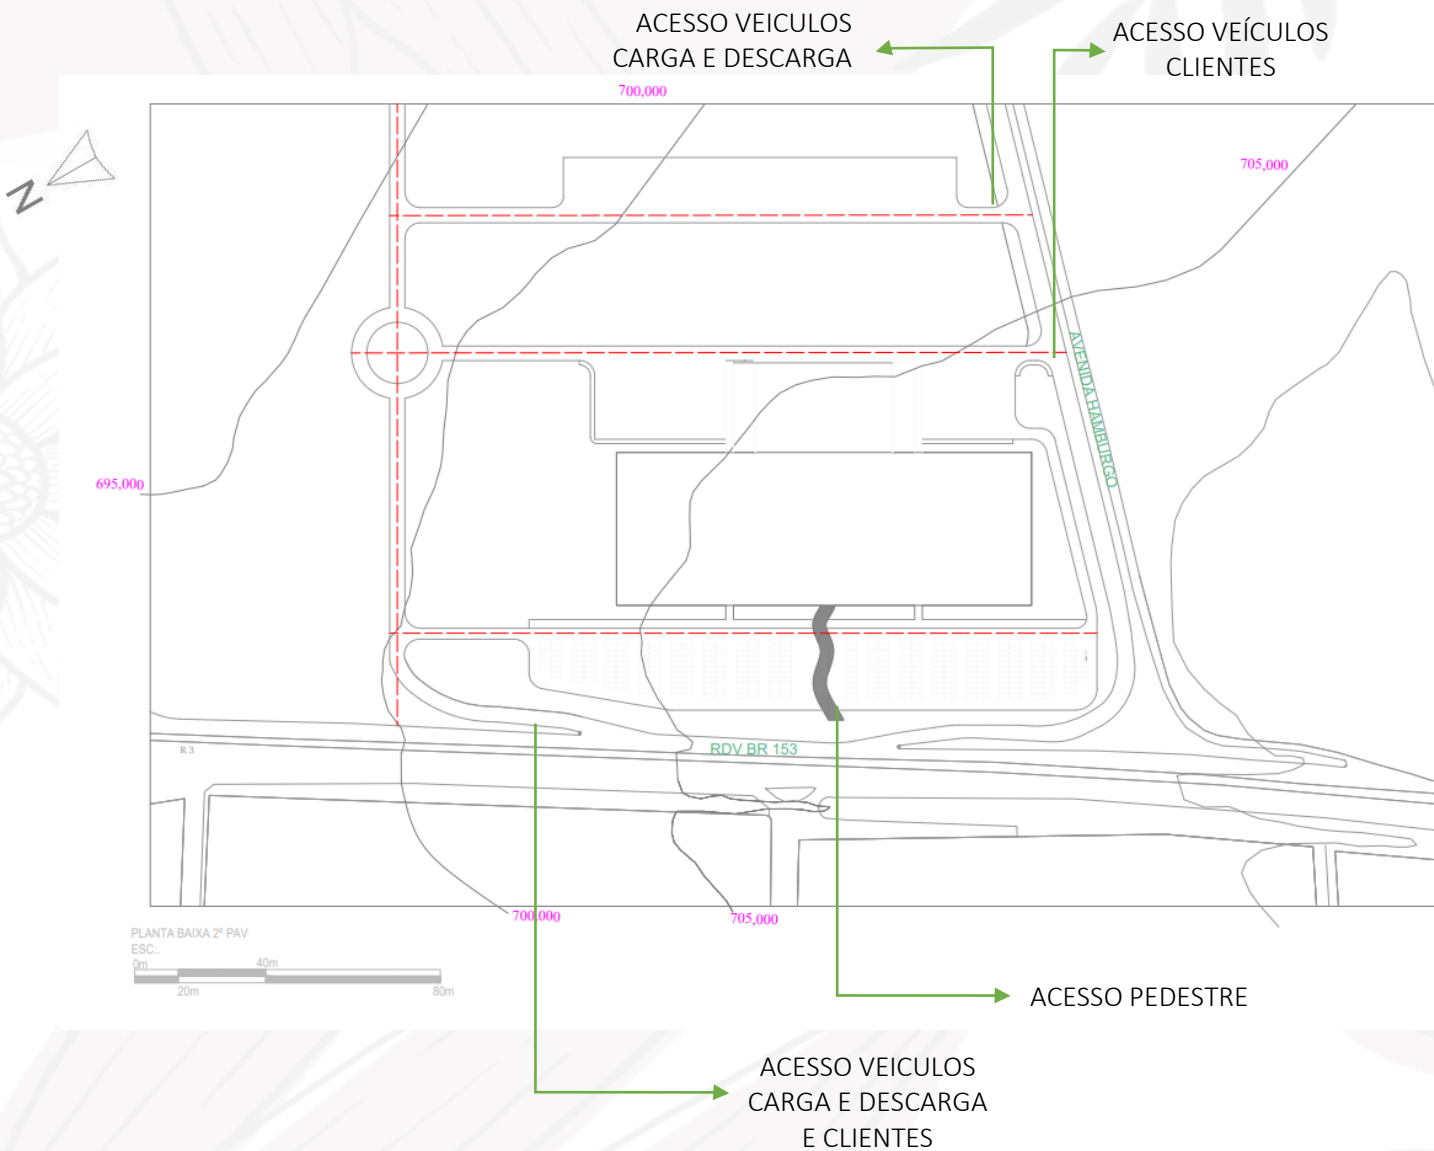 ACESSO VEICULOS
CARGA E DESCARGA
ACESSO VEÍCULOS
CLIENTES
700,000
705,000
N
AVENIDA HAMBURGO
695,000
RDV BR 153
R 3
700,000
705,000
PLANTA BAIXA 2º PAV
ESC:.
0m
40m
20m
80m
ACESSO PEDESTRE
ACESSO VEICULOS
CARGA E DESCARGA
E CLIENTES